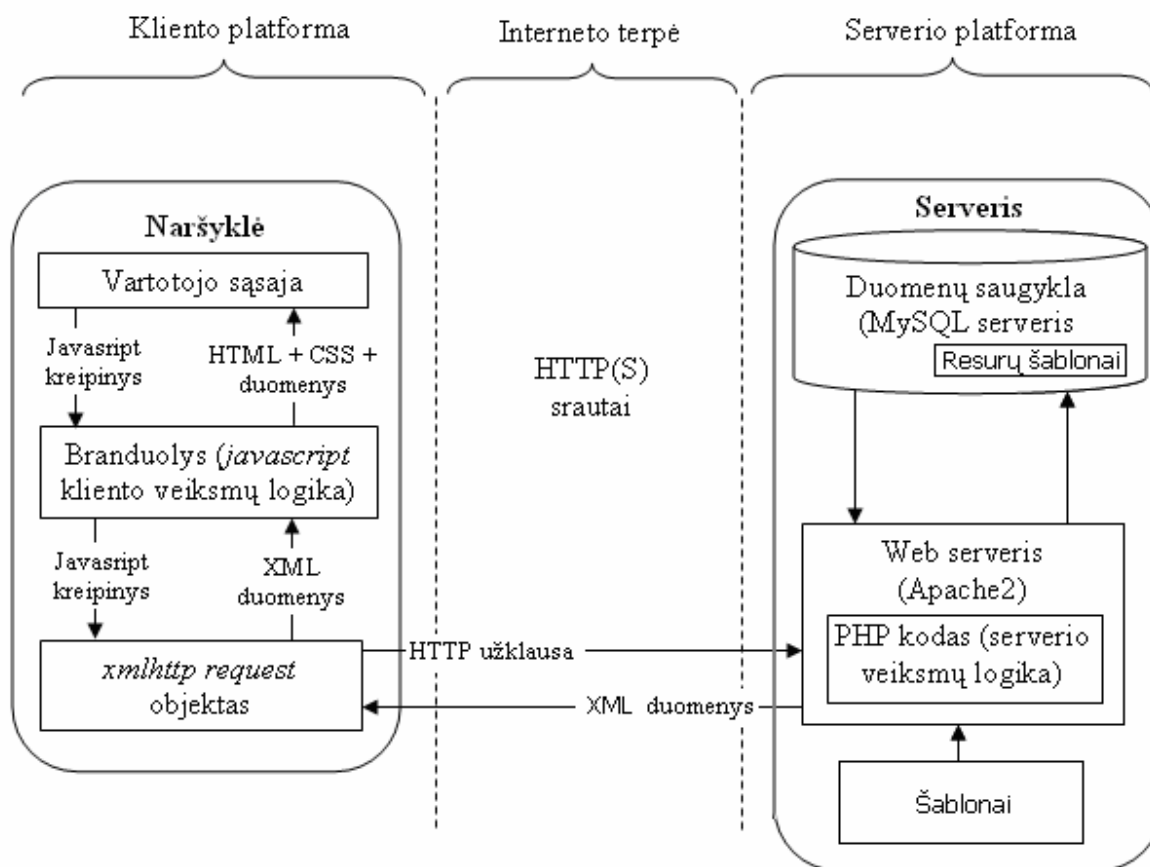 Kliento platforma
Interneto terpė
Serverio platforma
Naršyklė
Vartotojo sąsaja
Javasript
kreipinys
HTML + CSS +
duomenys
Branduolys (javascript
kliento veiksmų logika)
Javasript
kreipinys
XML
duomenys
xmlhttp request
objektas
HTTP(S)
srautai
HTTP užklausa
XML duomenys
Serveris
Duomenų saugykla
(MySQL serveris
Resurų šablonai
Web serveris
(Apache2)
PHP kodas (serverio
veiksmų logika)
Šablonai